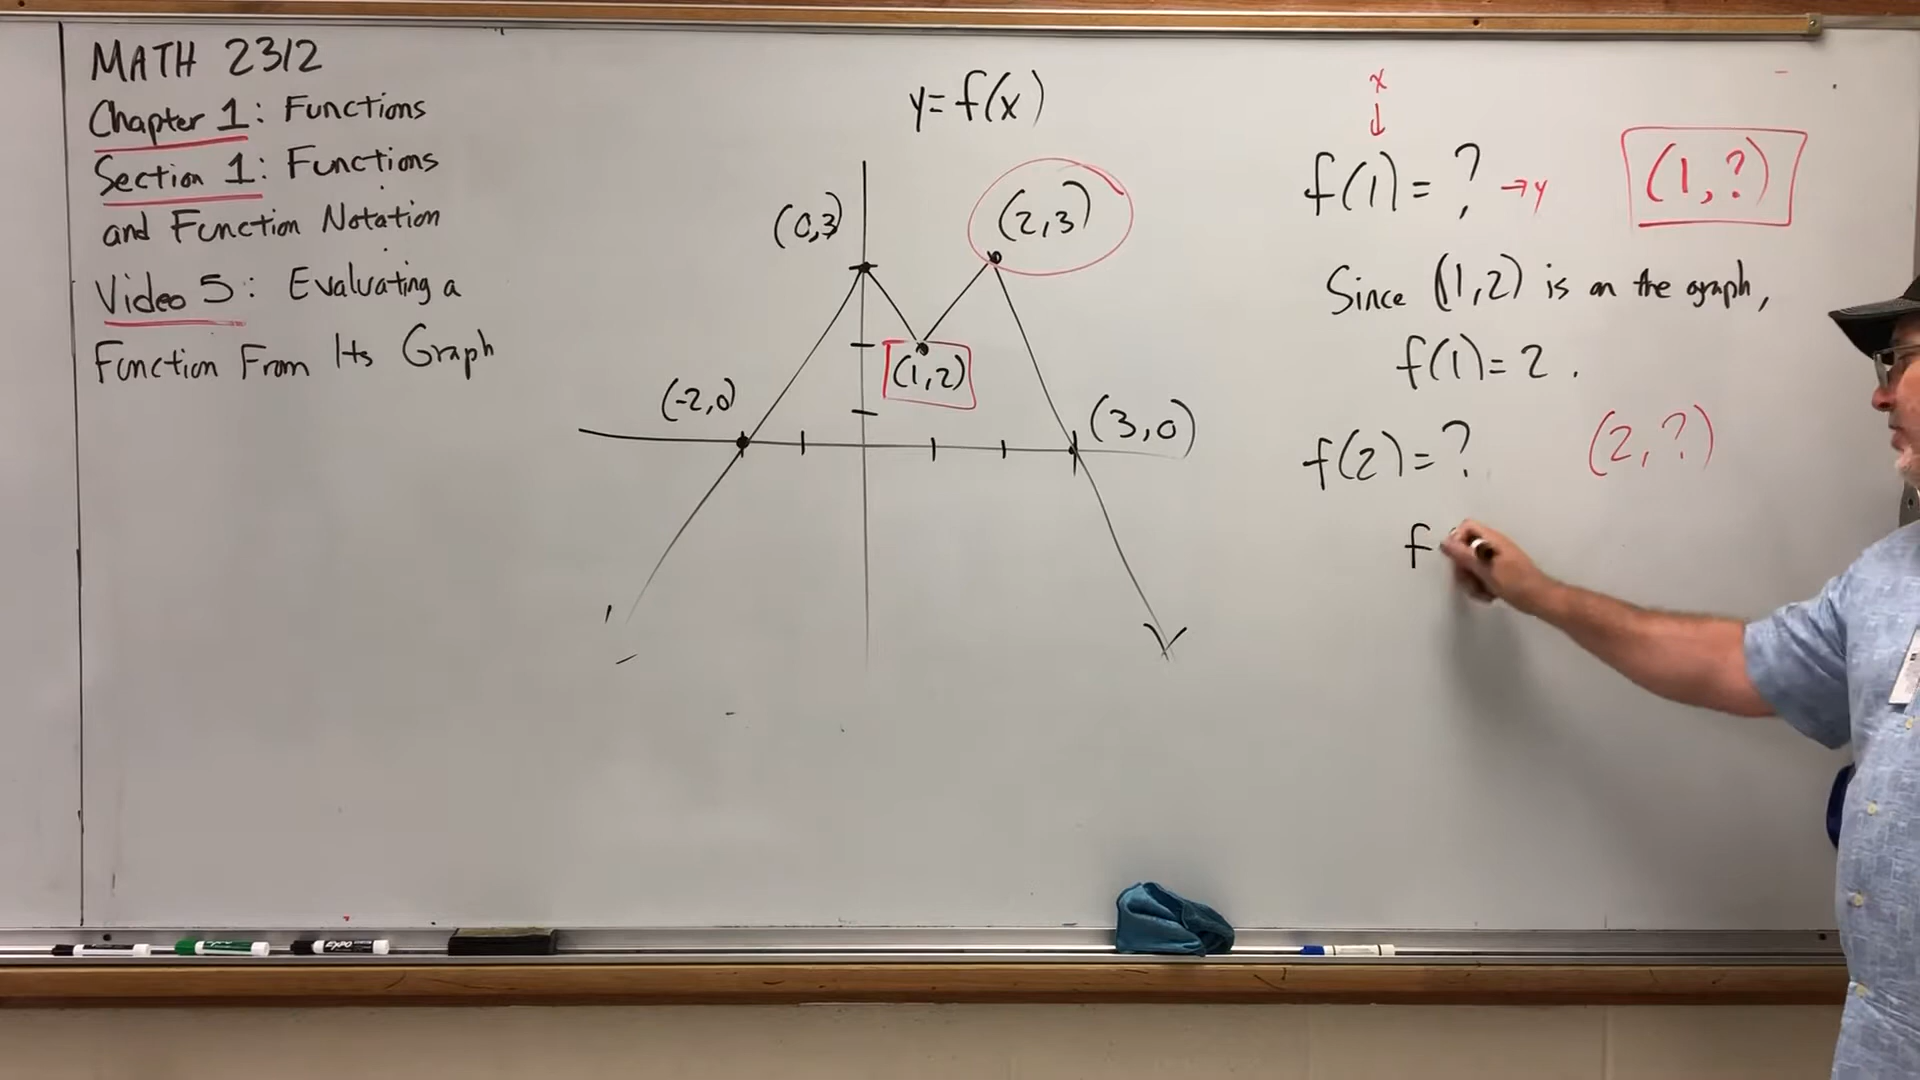 MATH 2312
Chapter 1: Functions
Section 1: Functions
and Function Notation
Video 5: Evaluating a
Function From Its Graph
y=f(x)
(0,3)
(2,3)
(1,2)
(-2,0)
(3,0)
x
↓
f(1)=? →y
(1,?)
Since (1,2) is on the graph,
f(1)=2.
f(2)=?
(2,?)
f
EXPO